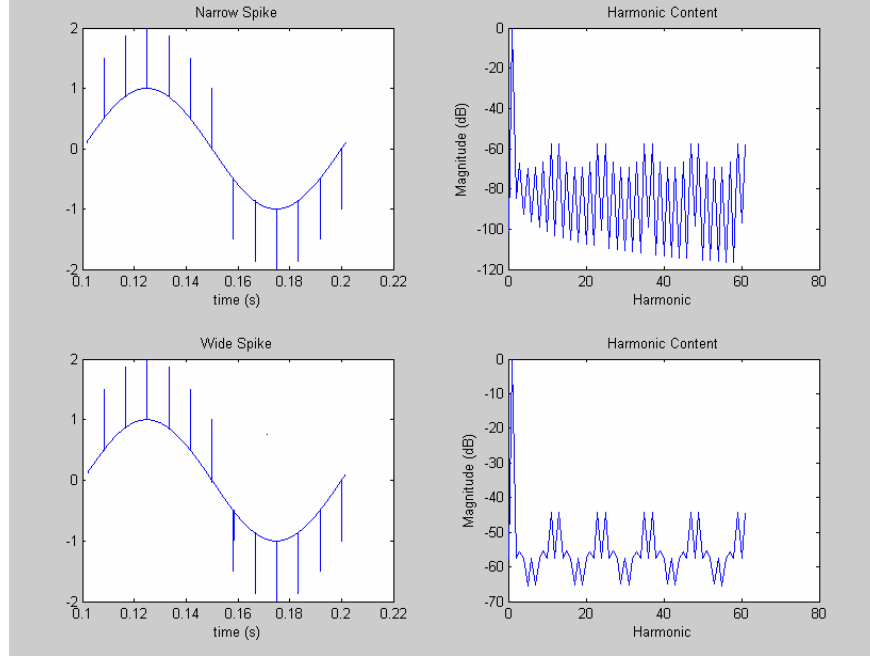 Narrow Spike
2
1
0
-1
-2
0.1 0.12 0.14 0.16 0.18 0.2 0.22
time (s)
Harmonic Content
Magnitude (dB)
0
-20
-40
-60
-80
-100
-120
0 20 40 60 80
Harmonic
Wide Spike
2
1
0
-1
-2
0.1 0.12 0.14 0.16 0.18 0.2 0.22
time (s)
Harmonic Content
Magnitude (dB)
0
-10
-20
-30
-40
-50
-60
-70
0 20 40 60 80
Harmonic